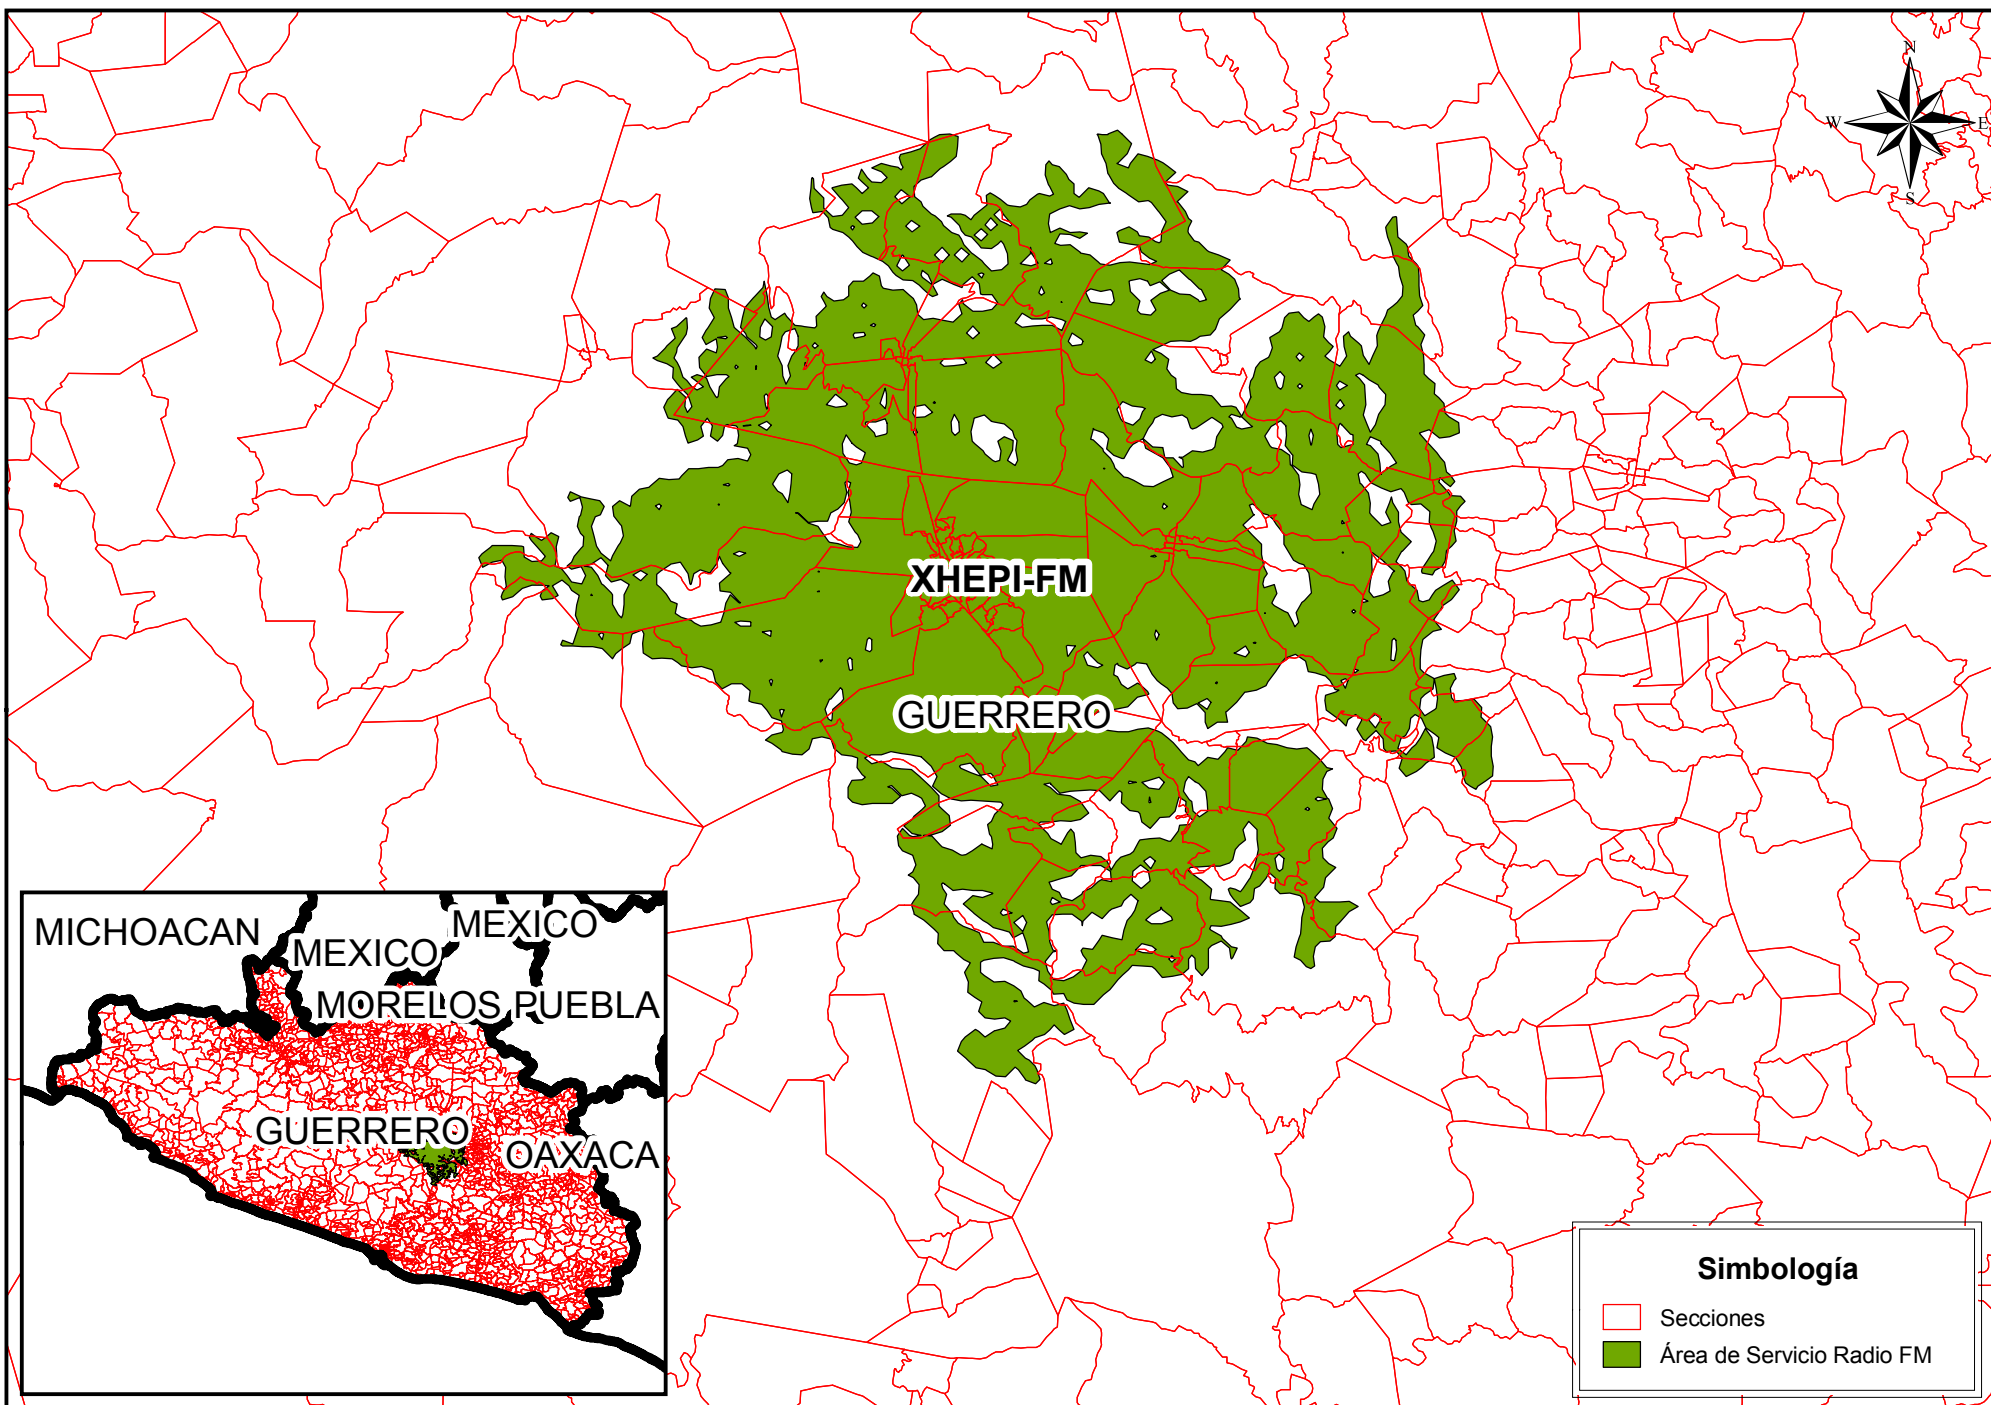 N
W
E
S
XHEPI-FM
GUERRERO
MICHOACAN
MEXICO
MEXICO
MORELOS
PUEBLA
GUERRERO
OAXACA
Simbología
Secciones
Área de Servicio Radio FM